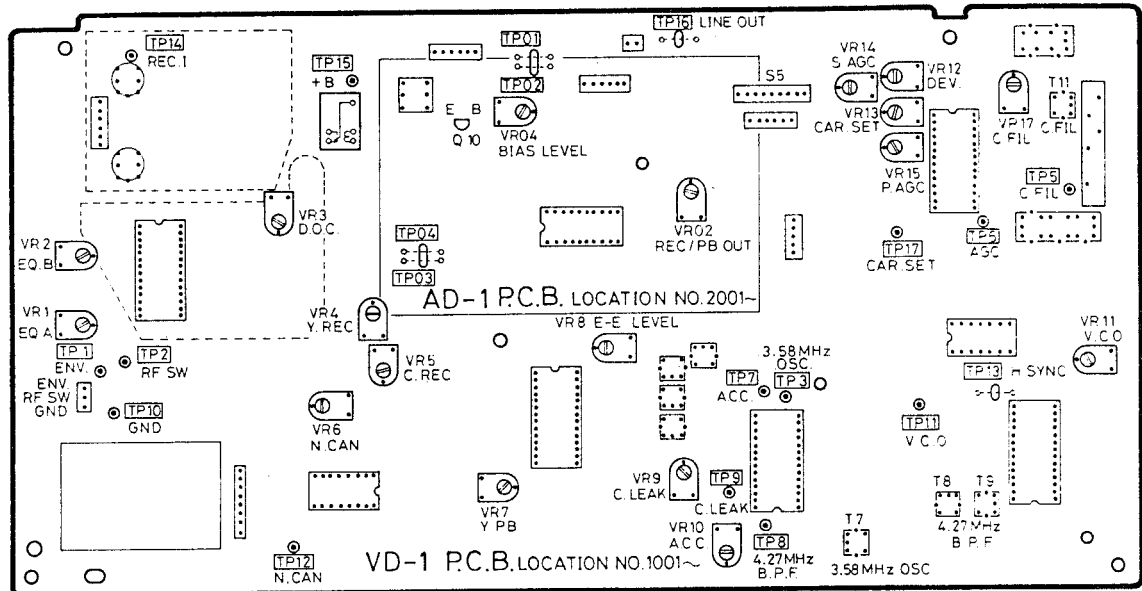 TP14
REC.1
TP15
+B
TP01
TP02
TP16 LINE OUT
E B
Q10
VR04
BIAS LEVEL
S5
VR14
S AGC
VR12
DEV.
VR13
CAR.SET
VR15
P.AGC
VR17
C.FIL
T11
C.FIL
TP5
C.FIL
TP5
AGC
TP17
CAR.SET
VR3
D.O.C.
VR02
REC/PB OUT
TP04
TP03
VR2
EQ.B
VR1
EQ.A
TP1
ENV.
TP2
RF SW
ENV.
RF SW
GND
TP10
GND
VR4
Y.REC
AD-1 P.C.B. LOCATION NO.2001~
VR5
C.REC
VR8 E-E LEVEL
3.58MHz
OSC.
TP7
ACC.
TP3
VR11
V.C.O
TP13 H SYNC
TP11
V.C.O
VR6
N.CAN
VR7
Y PB
VR9
C.LEAK
TP9
C.LEAK
VR10
ACC
TP8
4.27MHz
B.P.F.
T7
3.58MHz OSC
T8
T9
4.27MHz
B.P.F
TP12
N.CAN
VD-1 P.C.B. LOCATION NO.1001~